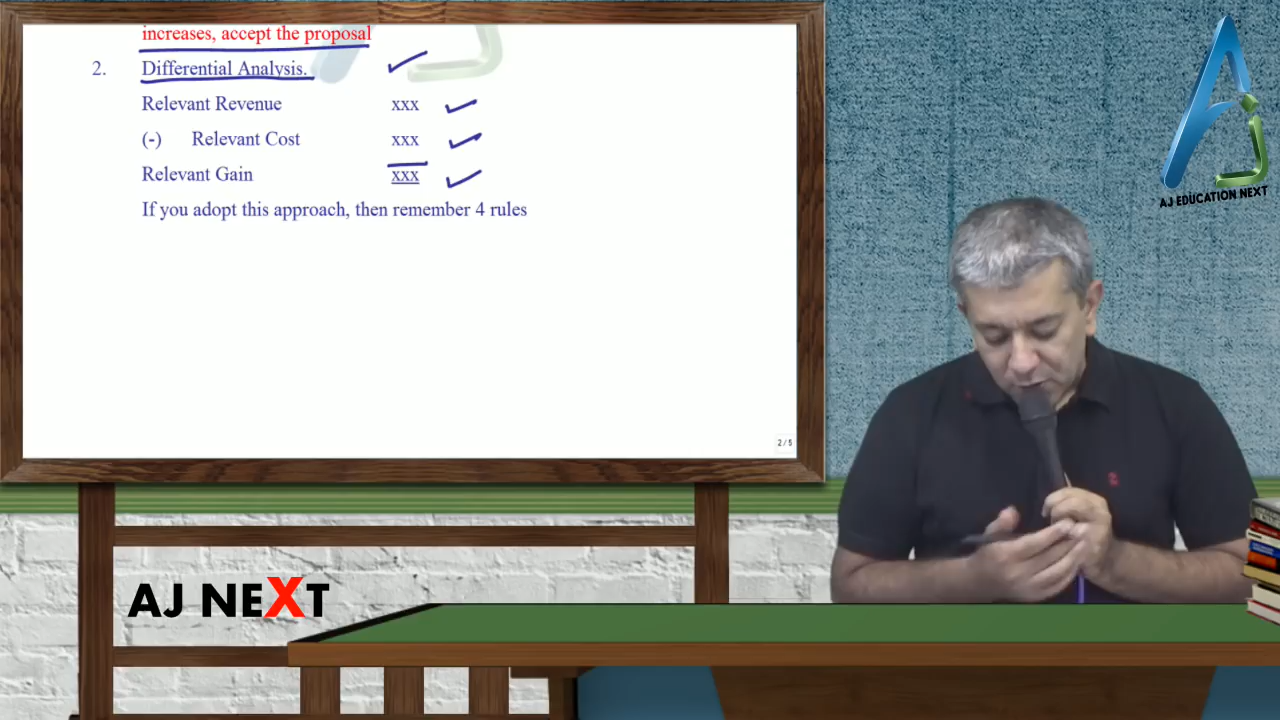 increases, accept the proposal
2. Differential Analysis.
Relevant Revenue xxx
(-) Relevant Cost xxx
Relevant Gain xxx
If you adopt this approach, then remember 4 rules
2/5
AJ EDUCATION NEXT
AJ NEXT